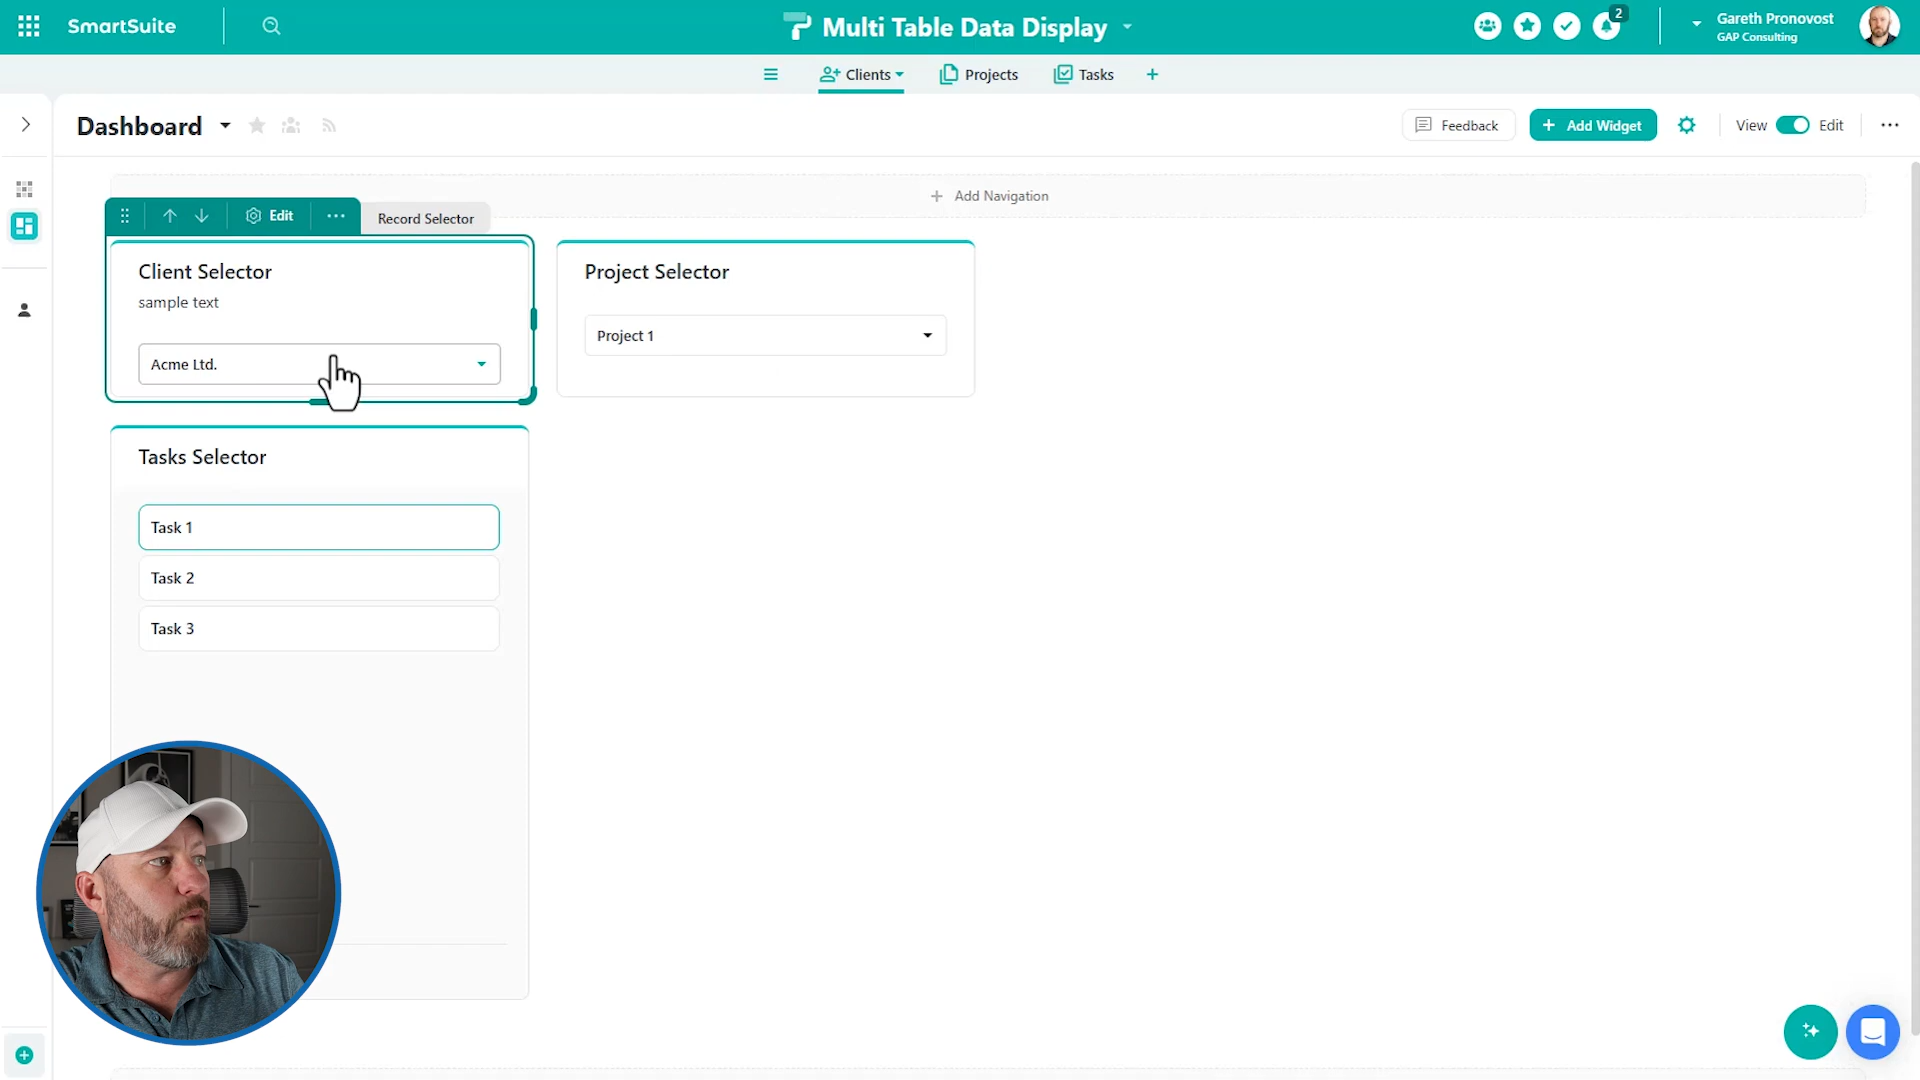 SmartSuite
Multi Table Data Display
2
Gareth Pronovost
GAP Consulting
Clients
Projects
Tasks
Dashboard
Feedback
Add Widget
View
Edit
Add Navigation
Edit
Record Selector
Client Selector
sample text
Acme Ltd.
Project Selector
Project 1
Tasks Selector
Task 1
Task 2
Task 3